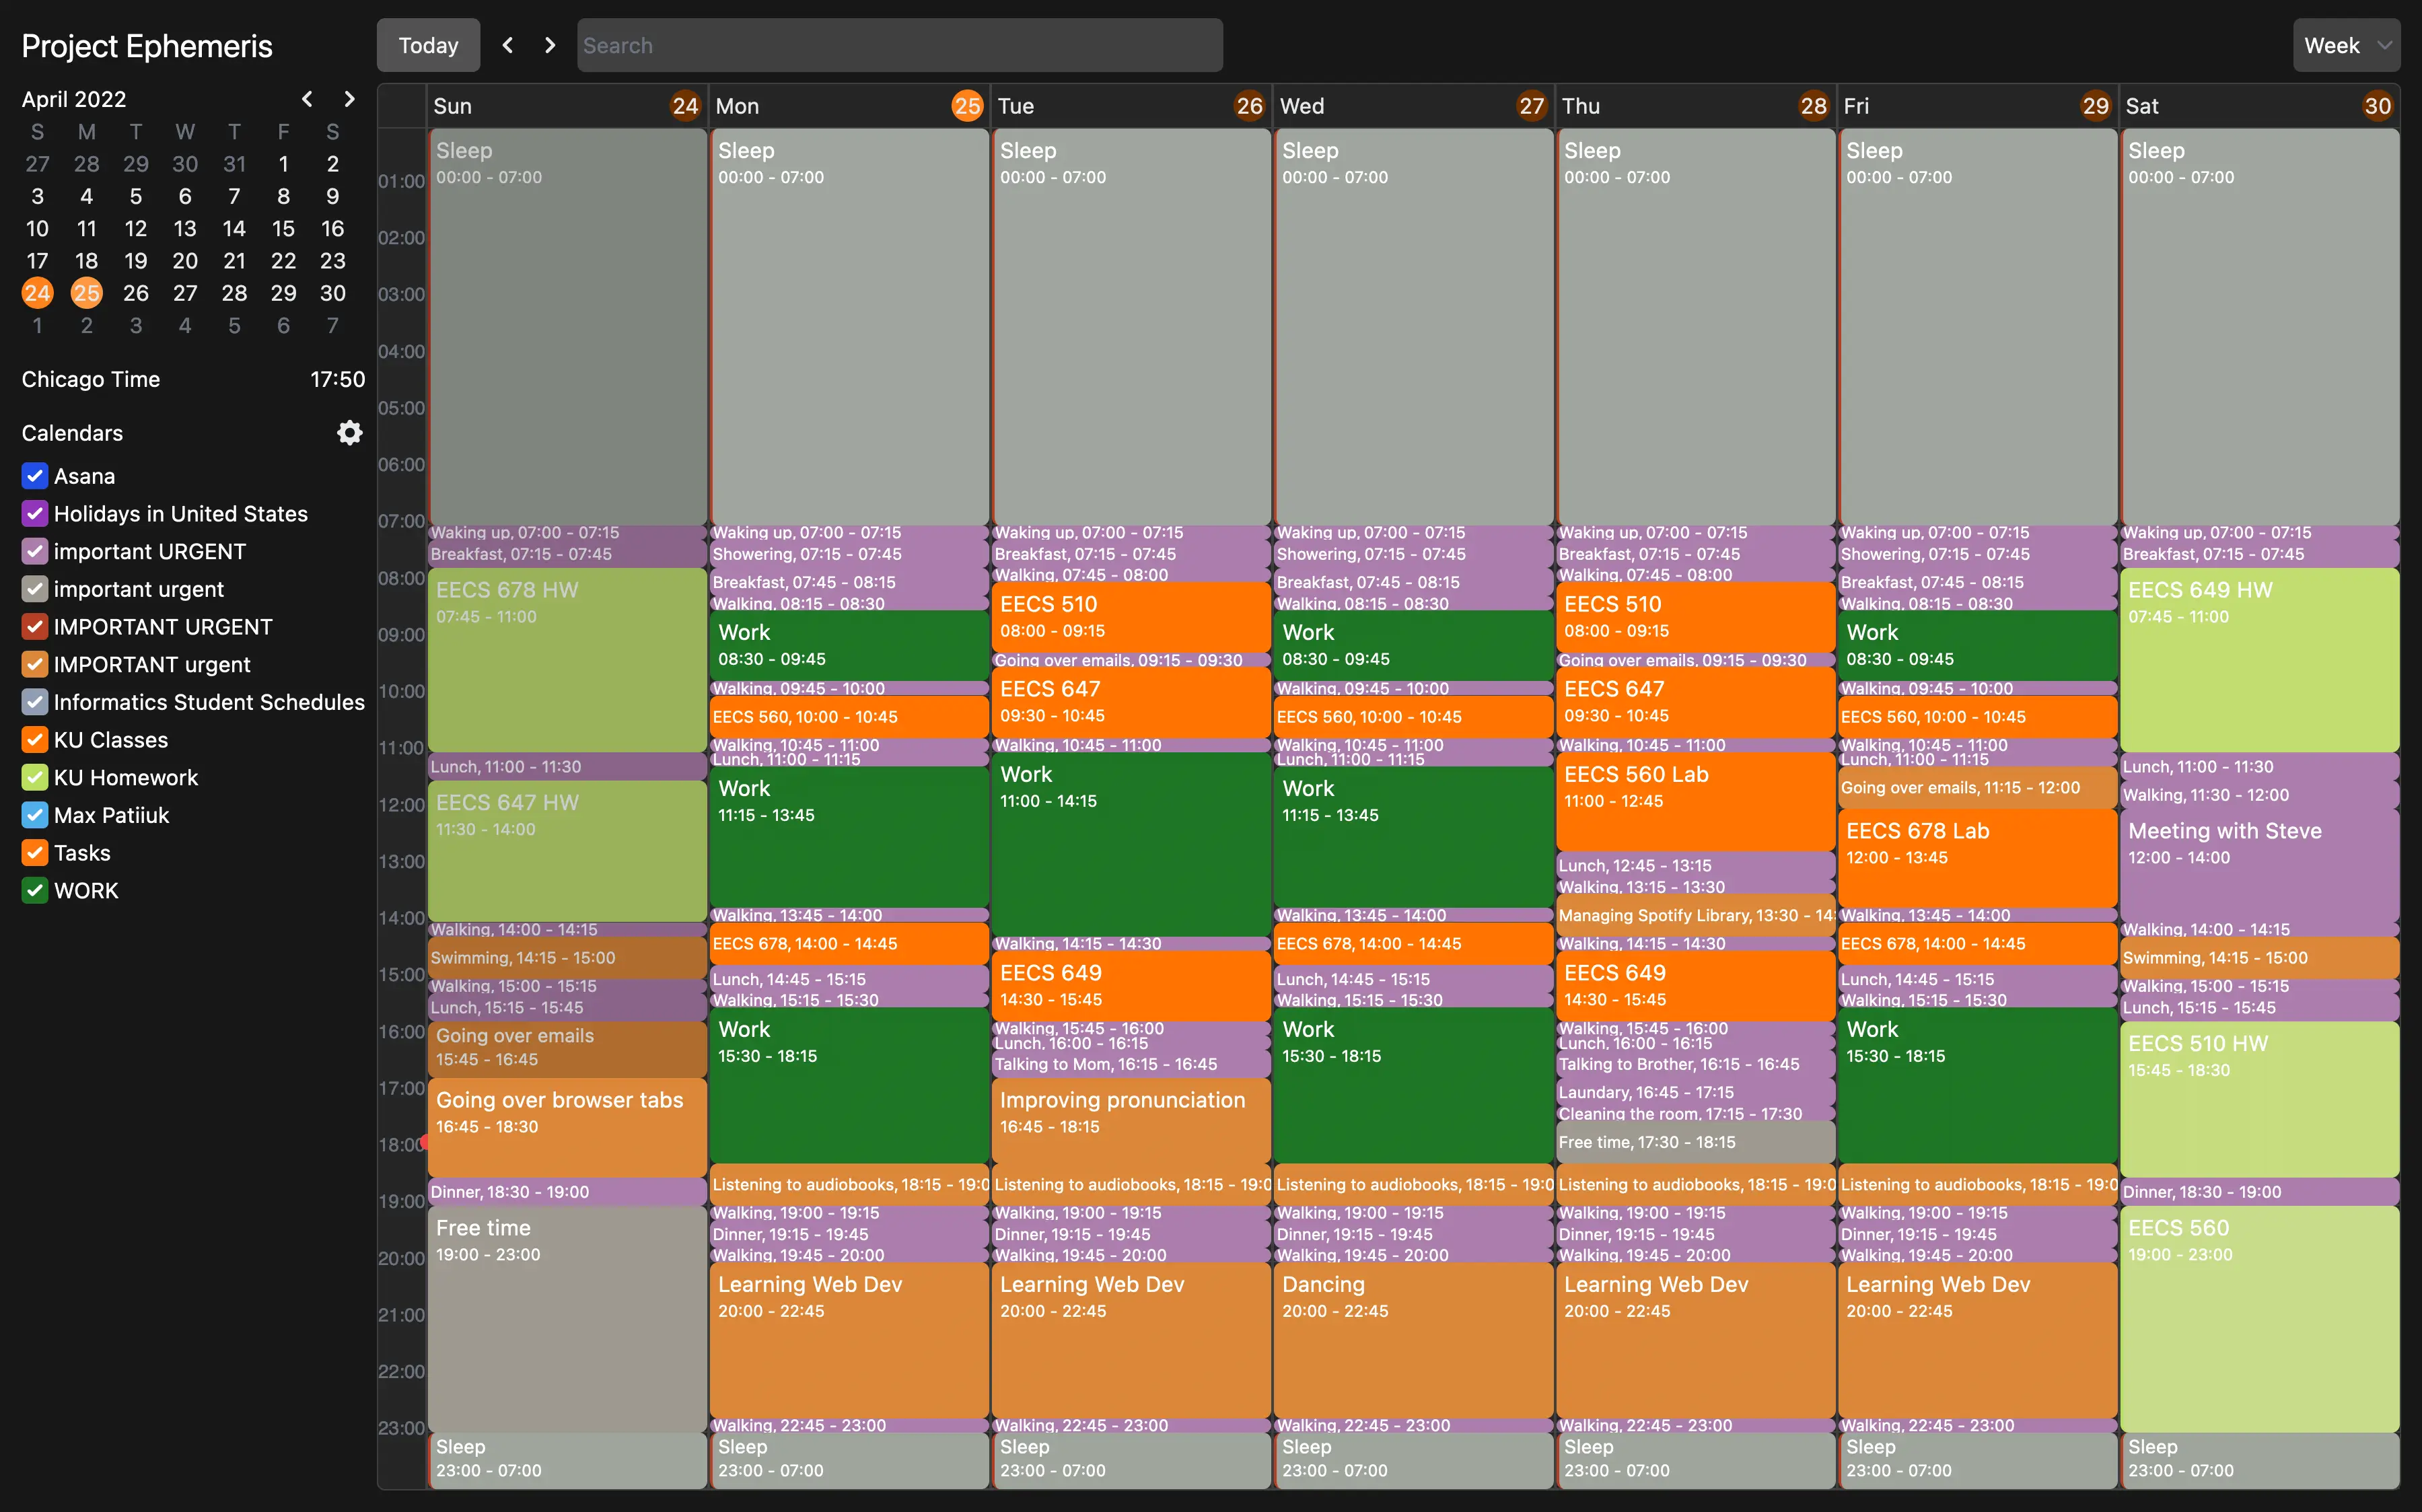 Project Ephemeris
Today
Search
Week
April 2022
S M T W T F S
27 28 29 30 31 1 2
3 4 5 6 7 8 9
10 11 12 13 14 15 16
17 18 19 20 21 22 23
24 25 26 27 28 29 30
1 2 3 4 5 6 7
Chicago Time 17:50
Calendars
Asana
Holidays in United States
important URGENT
important urgent
IMPORTANT URGENT
IMPORTANT urgent
Informatics Student Schedules
KU Classes
KU Homework
Max Patiiuk
Tasks
WORK
01:00
02:00
03:00
04:00
05:00
06:00
07:00
08:00
09:00
10:00
11:00
12:00
13:00
14:00
15:00
16:00
17:00
18:00
19:00
20:00
21:00
22:00
23:00
Sun 24
Sleep
00:00 - 07:00
Waking up, 07:00 - 07:15
Breakfast, 07:15 - 07:45
EECS 678 HW
07:45 - 11:00
Lunch, 11:00 - 11:30
EECS 647 HW
11:30 - 14:00
Walking, 14:00 - 14:15
Swimming, 14:15 - 15:00
Walking, 15:00 - 15:15
Lunch, 15:15 - 15:45
Going over emails
15:45 - 16:45
Going over browser tabs
16:45 - 18:30
Dinner, 18:30 - 19:00
Free time
19:00 - 23:00
Sleep
23:00 - 07:00
Mon 25
Sleep
00:00 - 07:00
Waking up, 07:00 - 07:15
Showering, 07:15 - 07:45
Breakfast, 07:45 - 08:15
Walking, 08:15 - 08:30
Work
08:30 - 09:45
Walking, 09:45 - 10:00
EECS 560, 10:00 - 10:45
Walking, 10:45 - 11:00
Lunch, 11:00 - 11:15
Work
11:15 - 13:45
Walking, 13:45 - 14:00
EECS 678, 14:00 - 14:45
Lunch, 14:45 - 15:15
Walking, 15:15 - 15:30
Work
15:30 - 18:15
Listening to audiobooks, 18:15 - 19:0
Walking, 19:00 - 19:15
Dinner, 19:15 - 19:45
Walking, 19:45 - 20:00
Learning Web Dev
20:00 - 22:45
Walking, 22:45 - 23:00
Sleep
23:00 - 07:00
Tue 26
Sleep
00:00 - 07:00
Waking up, 07:00 - 07:15
Breakfast, 07:15 - 07:45
Walking, 07:45 - 08:00
EECS 510
08:00 - 09:15
Going over emails, 09:15 - 09:30
EECS 647
09:30 - 10:45
Walking, 10:45 - 11:00
Work
11:00 - 14:15
Walking, 14:15 - 14:30
EECS 649
14:30 - 15:45
Walking, 15:45 - 16:00
Lunch, 16:00 - 16:15
Talking to Mom, 16:15 - 16:45
Improving pronunciation
16:45 - 18:15
Listening to audiobooks, 18:15 - 19:0
Walking, 19:00 - 19:15
Dinner, 19:15 - 19:45
Walking, 19:45 - 20:00
Learning Web Dev
20:00 - 22:45
Walking, 22:45 - 23:00
Sleep
23:00 - 07:00
Wed 27
Sleep
00:00 - 07:00
Waking up, 07:00 - 07:15
Showering, 07:15 - 07:45
Breakfast, 07:45 - 08:15
Walking, 08:15 - 08:30
Work
08:30 - 09:45
Walking, 09:45 - 10:00
EECS 560, 10:00 - 10:45
Walking, 10:45 - 11:00
Lunch, 11:00 - 11:15
Work
11:15 - 13:45
Walking, 13:45 - 14:00
EECS 678, 14:00 - 14:45
Lunch, 14:45 - 15:15
Walking, 15:15 - 15:30
Work
15:30 - 18:15
Listening to audiobooks, 18:15 - 19:0
Walking, 19:00 - 19:15
Dinner, 19:15 - 19:45
Walking, 19:45 - 20:00
Dancing
20:00 - 22:45
Walking, 22:45 - 23:00
Sleep
23:00 - 07:00
Thu 28
Sleep
00:00 - 07:00
Waking up, 07:00 - 07:15
Breakfast, 07:15 - 07:45
Walking, 07:45 - 08:00
EECS 510
08:00 - 09:15
Going over emails, 09:15 - 09:30
EECS 647
09:30 - 10:45
Walking, 10:45 - 11:00
EECS 560 Lab
11:00 - 12:45
Lunch, 12:45 - 13:15
Walking, 13:15 - 13:30
Managing Spotify Library, 13:30 - 14:
Walking, 14:15 - 14:30
EECS 649
14:30 - 15:45
Walking, 15:45 - 16:00
Lunch, 16:00 - 16:15
Talking to Brother, 16:15 - 16:45
Laundary, 16:45 - 17:15
Cleaning the room, 17:15 - 17:30
Free time, 17:30 - 18:15
Listening to audiobooks, 18:15 - 19:0
Walking, 19:00 - 19:15
Dinner, 19:15 - 19:45
Walking, 19:45 - 20:00
Learning Web Dev
20:00 - 22:45
Walking, 22:45 - 23:00
Sleep
23:00 - 07:00
Fri 29
Sleep
00:00 - 07:00
Waking up, 07:00 - 07:15
Showering, 07:15 - 07:45
Breakfast, 07:45 - 08:15
Walking, 08:15 - 08:30
Work
08:30 - 09:45
Walking, 09:45 - 10:00
EECS 560, 10:00 - 10:45
Walking, 10:45 - 11:00
Lunch, 11:00 - 11:15
Going over emails, 11:15 - 12:00
EECS 678 Lab
12:00 - 13:45
Walking, 13:45 - 14:00
EECS 678, 14:00 - 14:45
Lunch, 14:45 - 15:15
Walking, 15:15 - 15:30
Work
15:30 - 18:15
Listening to audiobooks, 18:15 - 19:0
Walking, 19:00 - 19:15
Dinner, 19:15 - 19:45
Walking, 19:45 - 20:00
Learning Web Dev
20:00 - 22:45
Walking, 22:45 - 23:00
Sleep
23:00 - 07:00
Sat 30
Sleep
00:00 - 07:00
Waking up, 07:00 - 07:15
Breakfast, 07:15 - 07:45
EECS 649 HW
07:45 - 11:00
Lunch, 11:00 - 11:30
Walking, 11:30 - 12:00
Meeting with Steve
12:00 - 14:00
Walking, 14:00 - 14:15
Swimming, 14:15 - 15:00
Walking, 15:00 - 15:15
Lunch, 15:15 - 15:45
EECS 510 HW
15:45 - 18:30
Dinner, 18:30 - 19:00
EECS 560
19:00 - 23:00
Sleep
23:00 - 07:00